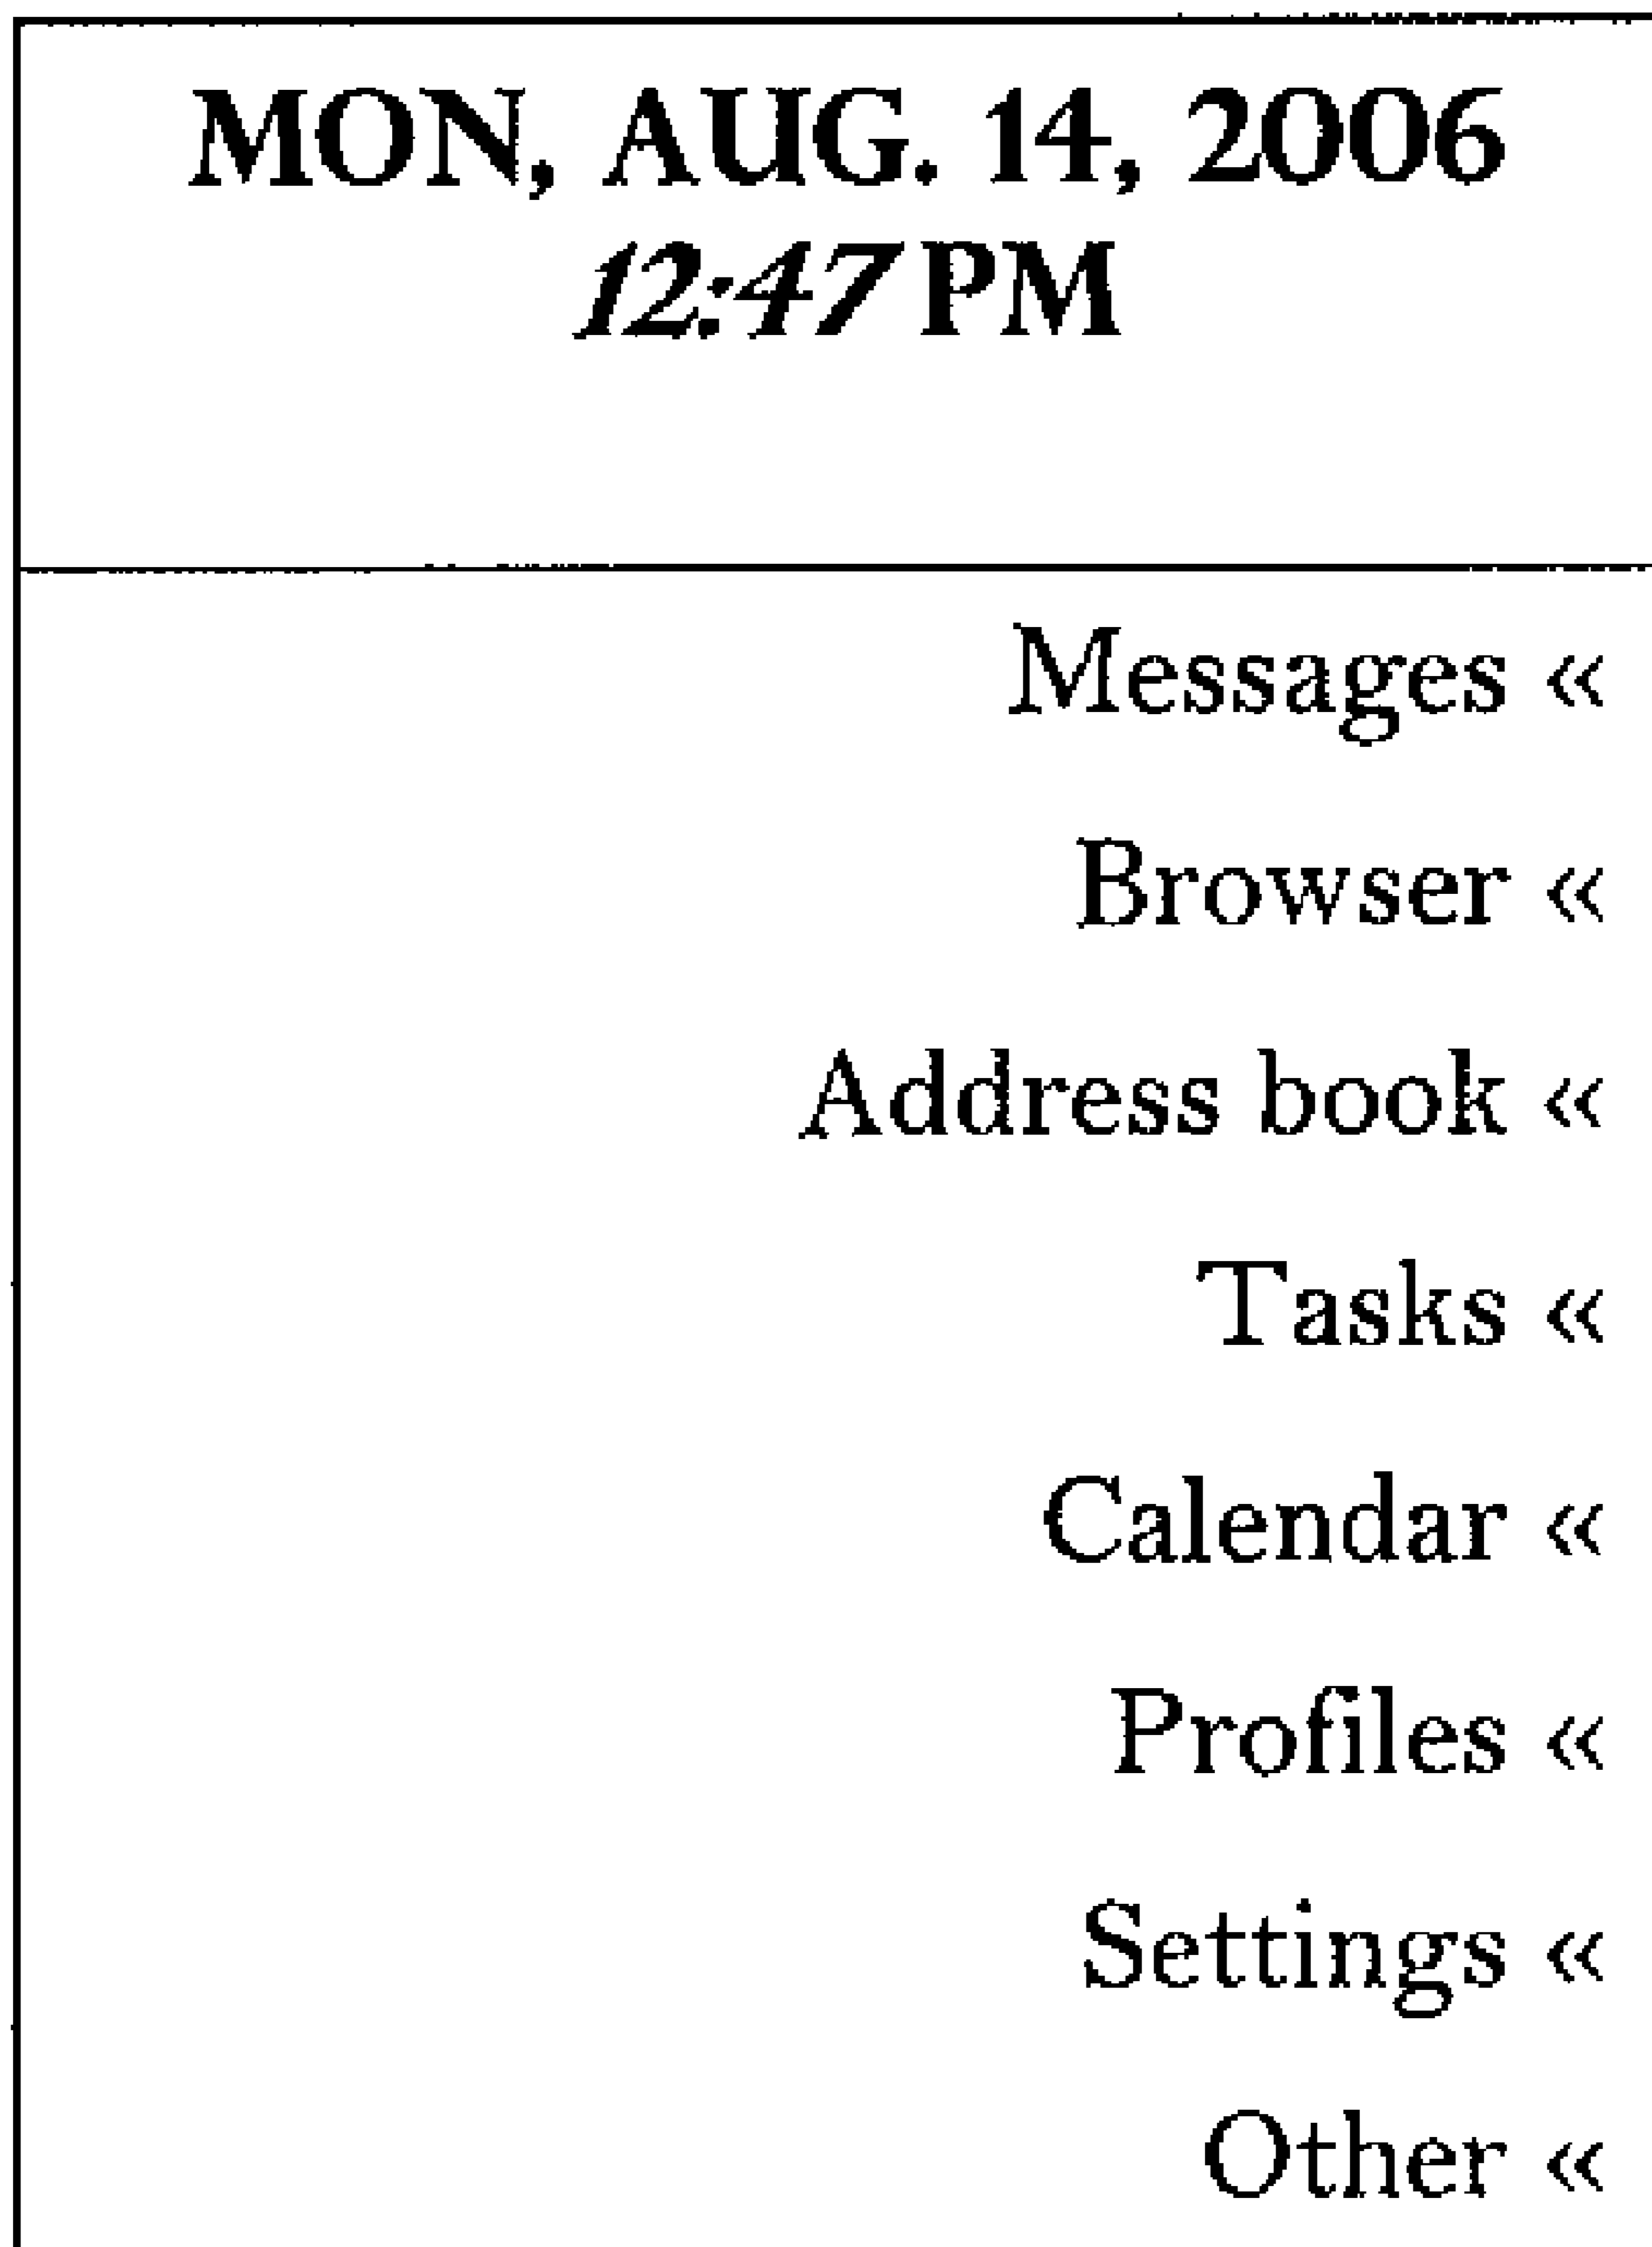 MON, AUG. 14, 2006
12:47 PM
Messages «
Browser «
Address book «
Tasks «
Calendar «
Profiles «
Settings «
Other «